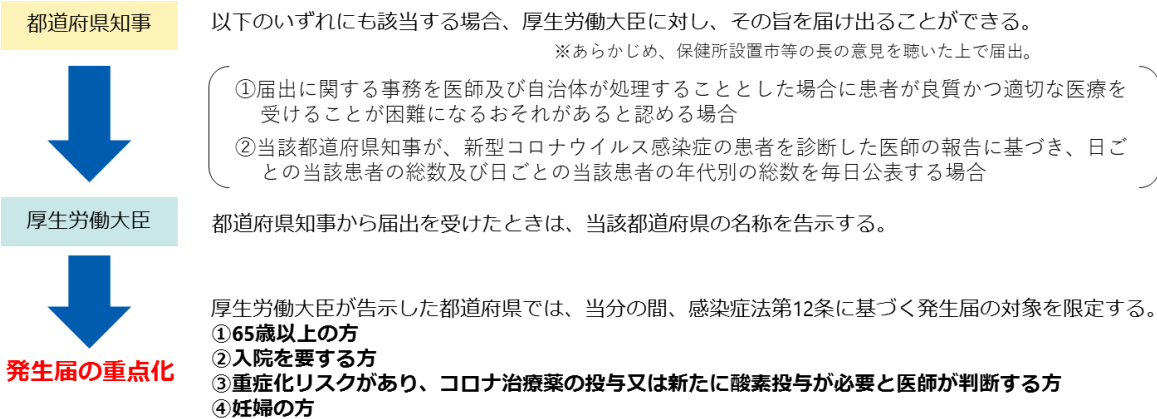 都道府県知事
以下のいずれにも該当する場合、厚生労働大臣に対し、その旨を届け出ることができる。
※あらかじめ、保健所設置市等の長の意見を聴いた上で届出。
①届出に関する事務を医師及び自治体が処理することとした場合に患者が良質かつ適切な医療を
受けることが困難になるおそれがあると認める場合
②当該都道府県知事が、新型コロナウイルス感染症の患者を診断した医師の報告に基づき、日ご
との当該患者の総数及び日ごとの当該患者の年代別の総数を毎日公表する場合
厚生労働大臣
都道府県知事から届出を受けたときは、当該都道府県の名称を告示する。
厚生労働大臣が告示した都道府県では、当分の間、感染症法第12条に基づく発生届の対象を限定する。
発生届の重点化
①65歳以上の方
②入院を要する方
③重症化リスクがあり、コロナ治療薬の投与又は新たに酸素投与が必要と医師が判断する方
④妊婦の方